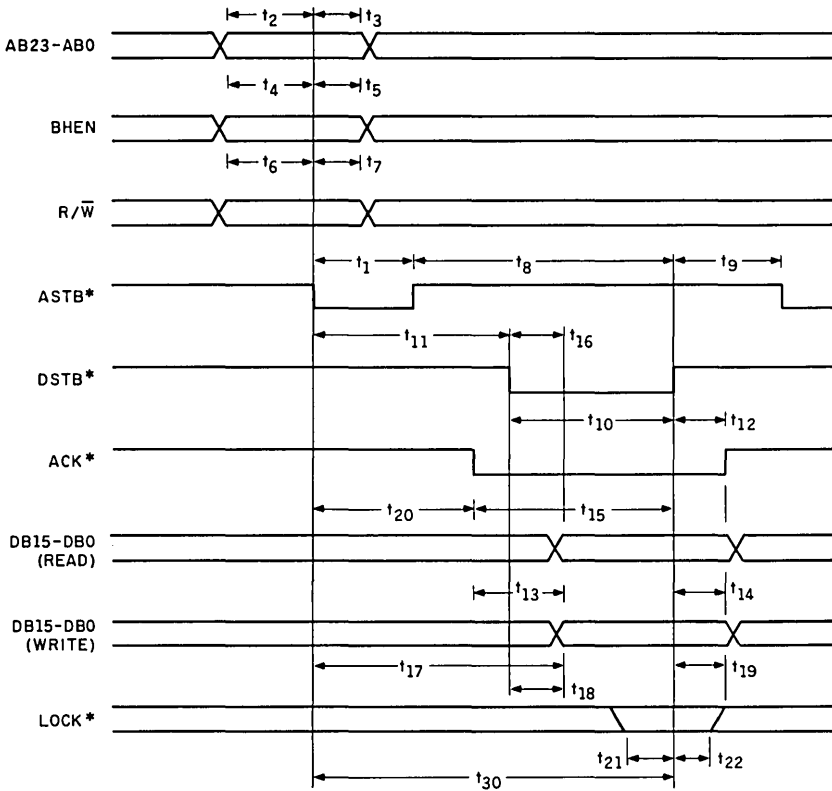 t2 t3
AB23-AB0
t4 t5
BHEN
t6 t7
R/W̅
t1 t8 t9
ASTB*
t11 t16
DSTB*
t10 t12
ACK*
t20 t15
DB15-DB0
(READ)
t13 t14
DB15-DB0
(WRITE)
t17 t19
t18
LOCK*
t21 t22
t30